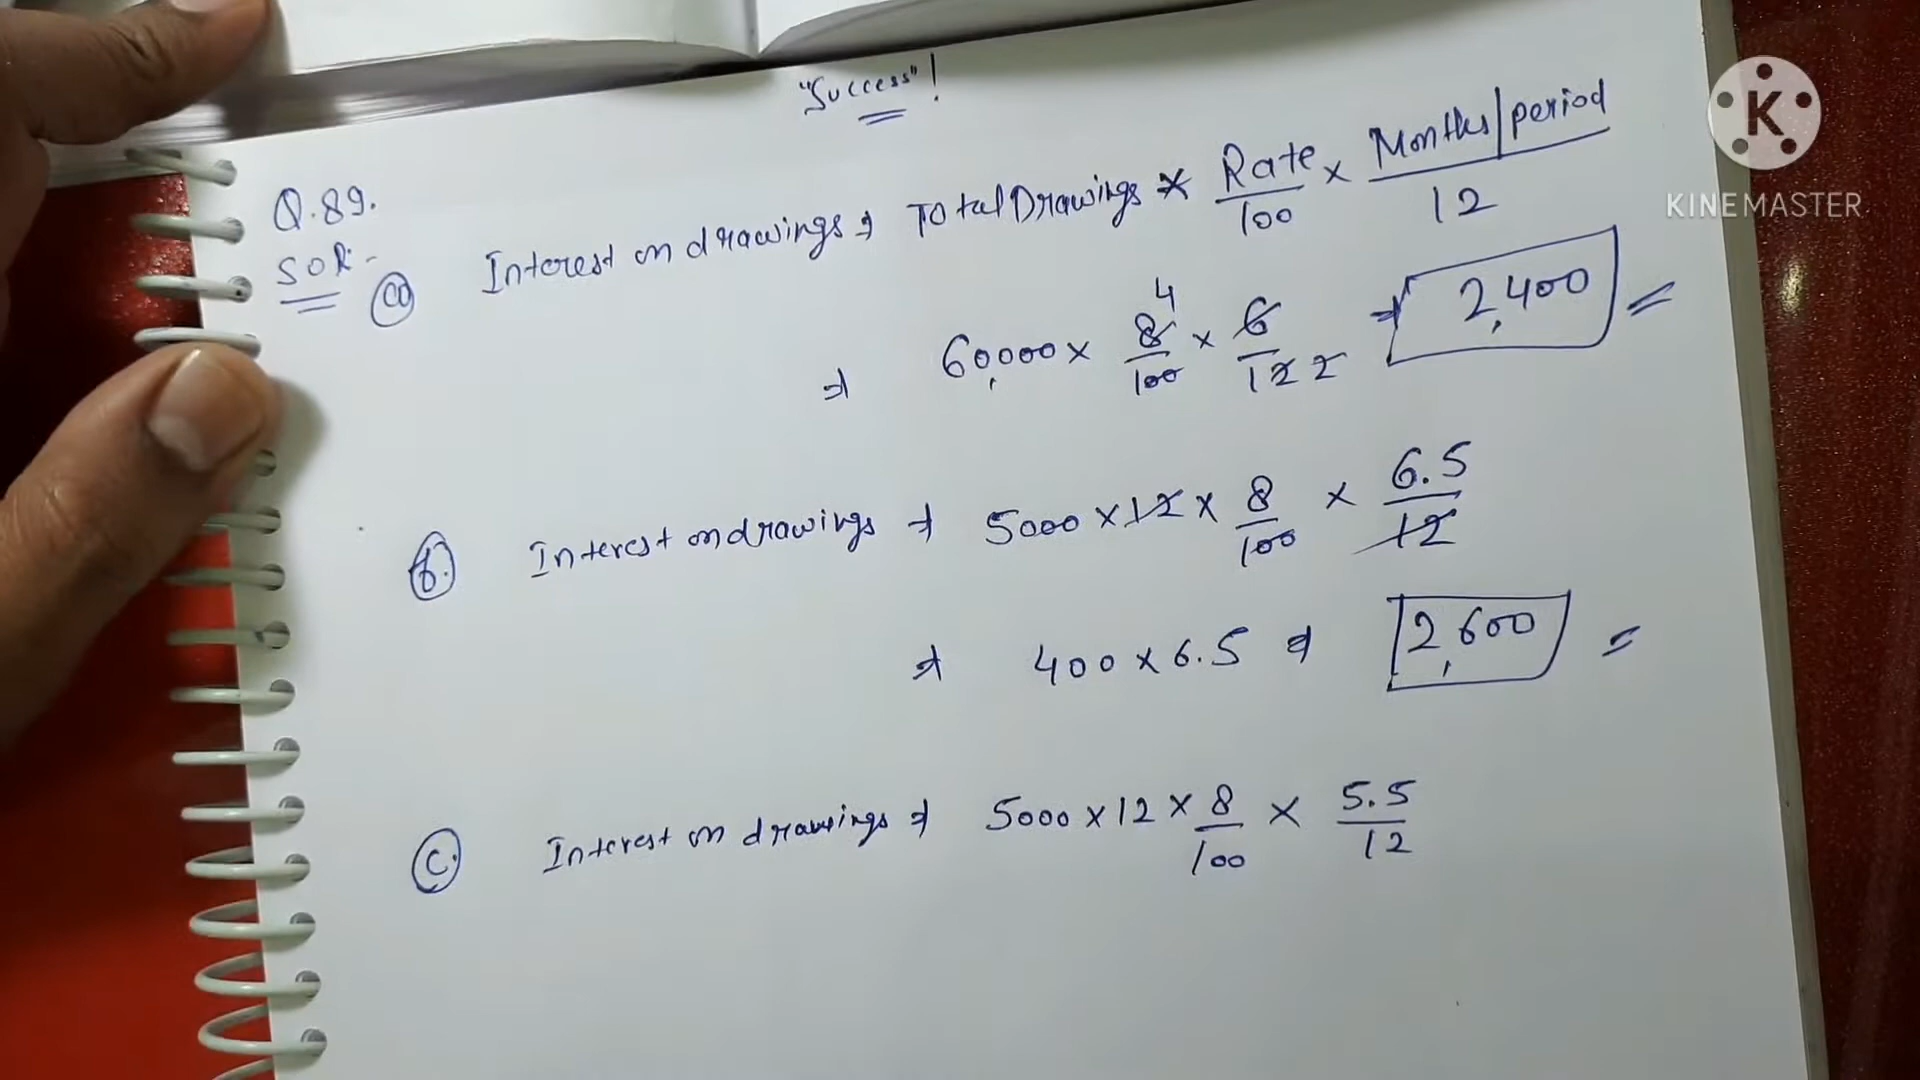 "Success"!
Q.89.
Sol:-
(a) Interest on drawings ⇒ Total Drawings × Rate/100 × Months/period/12
⇒ 60,000 × 8/100 × 6/12 4 2 ⇒ 2,400
(b) Interest on drawings ⇒ 5000 × 12 × 8/100 × 6.5/12
⇒ 400 × 6.5 ⇒ 2,600
(c) Interest on drawings ⇒ 5000 × 12 × 8/100 × 5.5/12
K
KINEMASTER